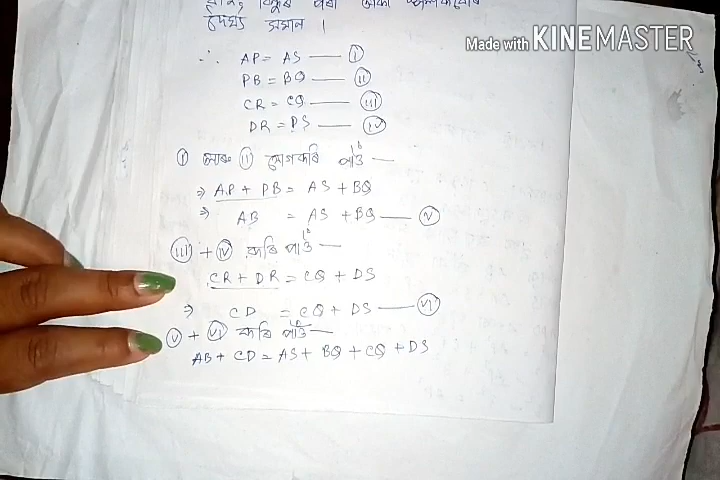 বিন্দুৰ পৰা
Made with KINEMASTER
দৈৰ্ঘ্য সমান ।
∴ AP = AS —— (I)
PB = BQ —— (II)
CR = CQ —— (III)
DR = DS —— (IV)
(I) আৰু (II) যোগকৰি পাওঁ —
⇒ AP + PB = AS + BQ
⇒ AB = AS + BQ —— (V)
(III) + (IV) কৰি পাওঁ —
CR + DR = CQ + DS
⇒ CD = CQ + DS —— (VI)
(V) + (VI) কৰি পাওঁ —
AB + CD = AS + BQ + CQ + DS